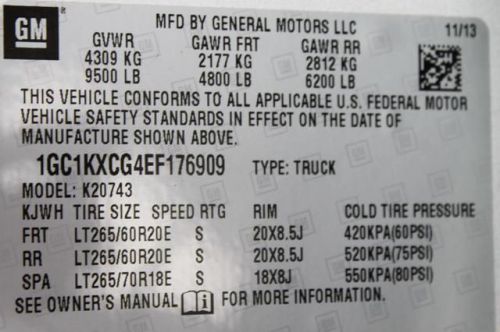 GM
MFD BY GENERAL MOTORS LLC 11/13
GVWR GAWR FRT GAWR RR
4309 KG 2177 KG 2812 KG
9500 LB 4800 LB 6200 LB
THIS VEHICLE CONFORMS TO ALL APPLICABLE U.S. FEDERAL MOTOR
VEHICLE SAFETY STANDARDS IN EFFECT ON THE DATE OF
MANUFACTURE SHOWN ABOVE.
1GC1KXCG4EF176909 TYPE: TRUCK
MODEL: K20743
KJWH TIRE SIZE SPEED RTG RIM COLD TIRE PRESSURE
FRT LT265/60R20E S 20X8.5J 420KPA(60PSI)
RR LT265/60R20E S 20X8.5J 520KPA(75PSI)
SPA LT265/70R18E S 18X8J 550KPA(80PSI)
SEE OWNER'S MANUAL i FOR MORE INFORMATION.